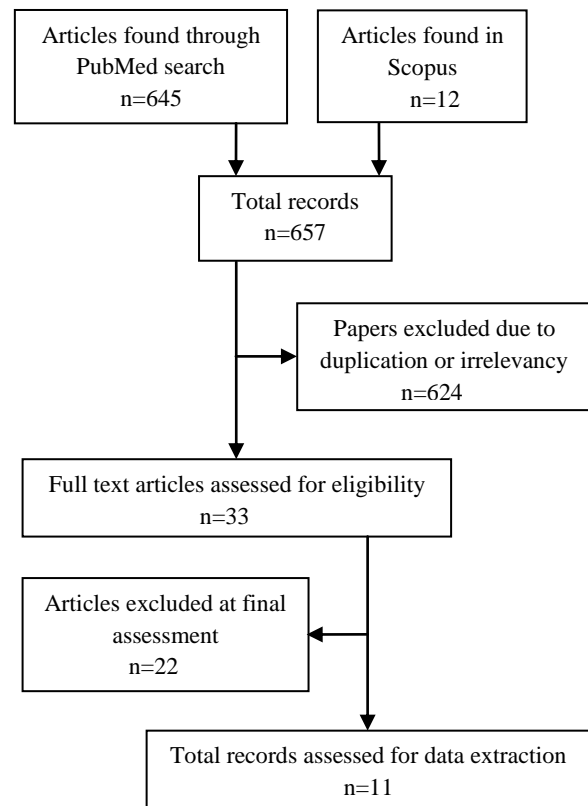 Articles found through
PubMed search
n=645
Articles found in
Scopus
n=12
Total records
n=657
Papers excluded due to
duplication or irrelevancy
n=624
Full text articles assessed for eligibility
n=33
Articles excluded at final
assessment
n=22
Total records assessed for data extraction
n=11